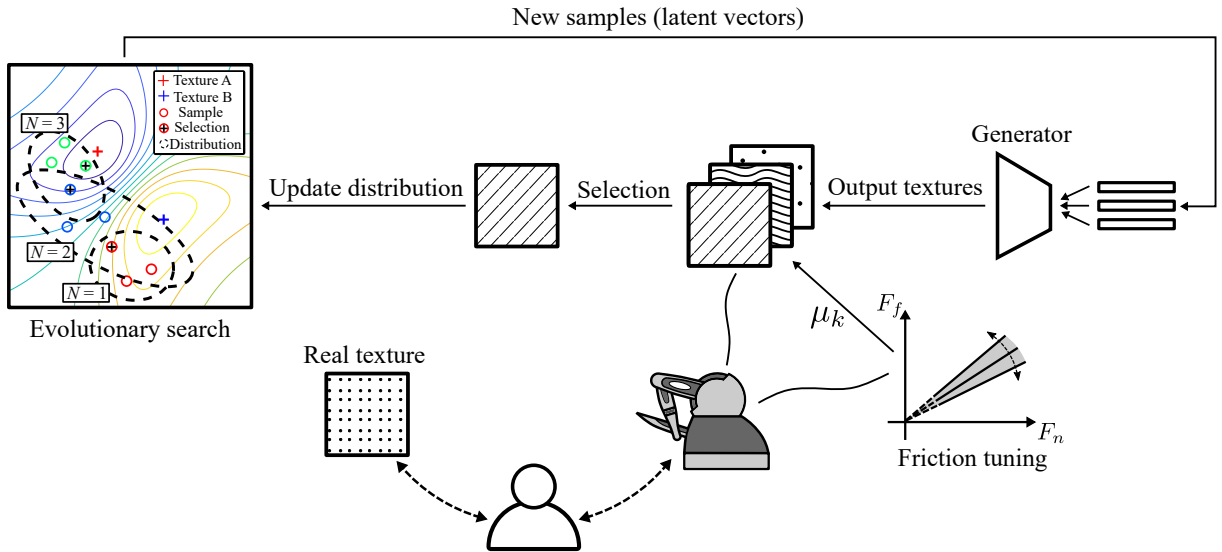 New samples (latent vectors)
Texture A
Texture B
Sample
Selection
Distribution
N = 3
N = 2
N = 1
Evolutionary search
Update distribution
Selection
Output textures
Generator
μk
Ff
Fn
Friction tuning
Real texture